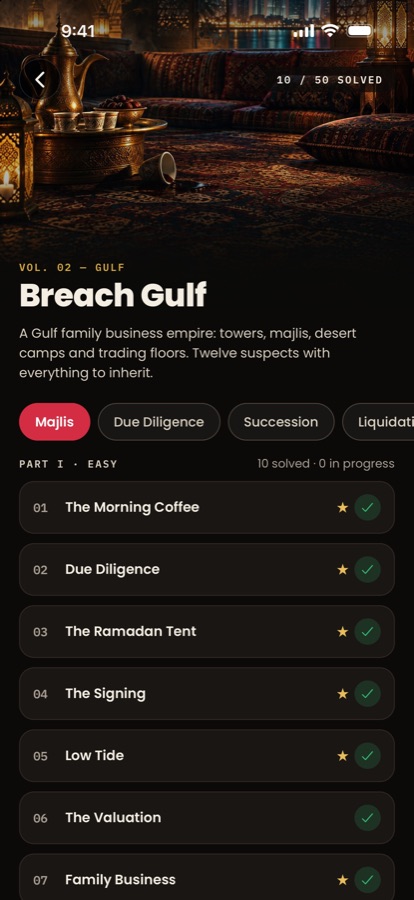 9:41
10 / 50 SOLVED
VOL. 02 — GULF
Breach Gulf
A Gulf family business empire: towers, majlis, desert
camps and trading floors. Twelve suspects with
everything to inherit.
Majlis
Due Diligence
Succession
Liquidati
PART I · EASY
10 solved · 0 in progress
01 The Morning Coffee
02 Due Diligence
03 The Ramadan Tent
04 The Signing
05 Low Tide
06 The Valuation
07 Family Business